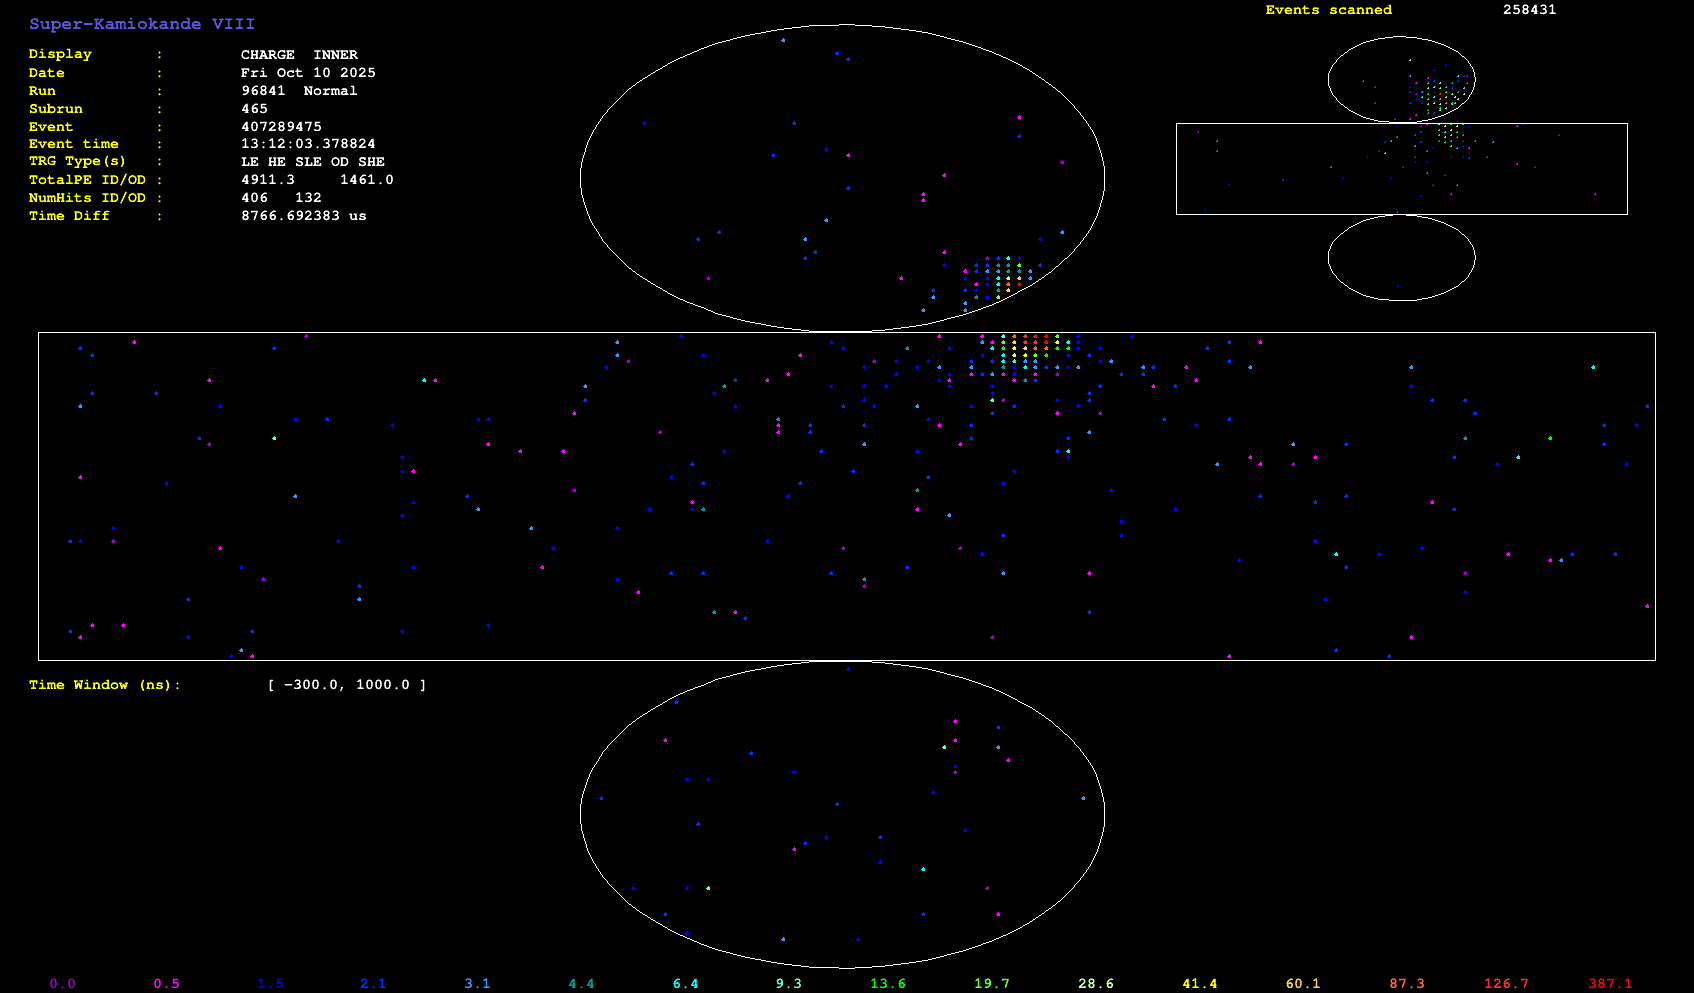 Super-Kamiokande VIII
Events scanned 258431
Display : CHARGE INNER
Date : Fri Oct 10 2025
Run : 96841 Normal
Subrun : 465
Event : 407289475
Event time : 13:12:03.378824
TRG Type(s) : LE HE SLE OD SHE
TotalPE ID/OD : 4911.3 1461.0
NumHits ID/OD : 406 132
Time Diff : 8766.692383 us
Time Window (ns): [ -300.0, 1000.0 ]
0.0 0.5 1.5 2.1 3.1 4.4 6.4 9.3 13.6 19.7 28.6 41.4 60.1 87.3 126.7 387.1